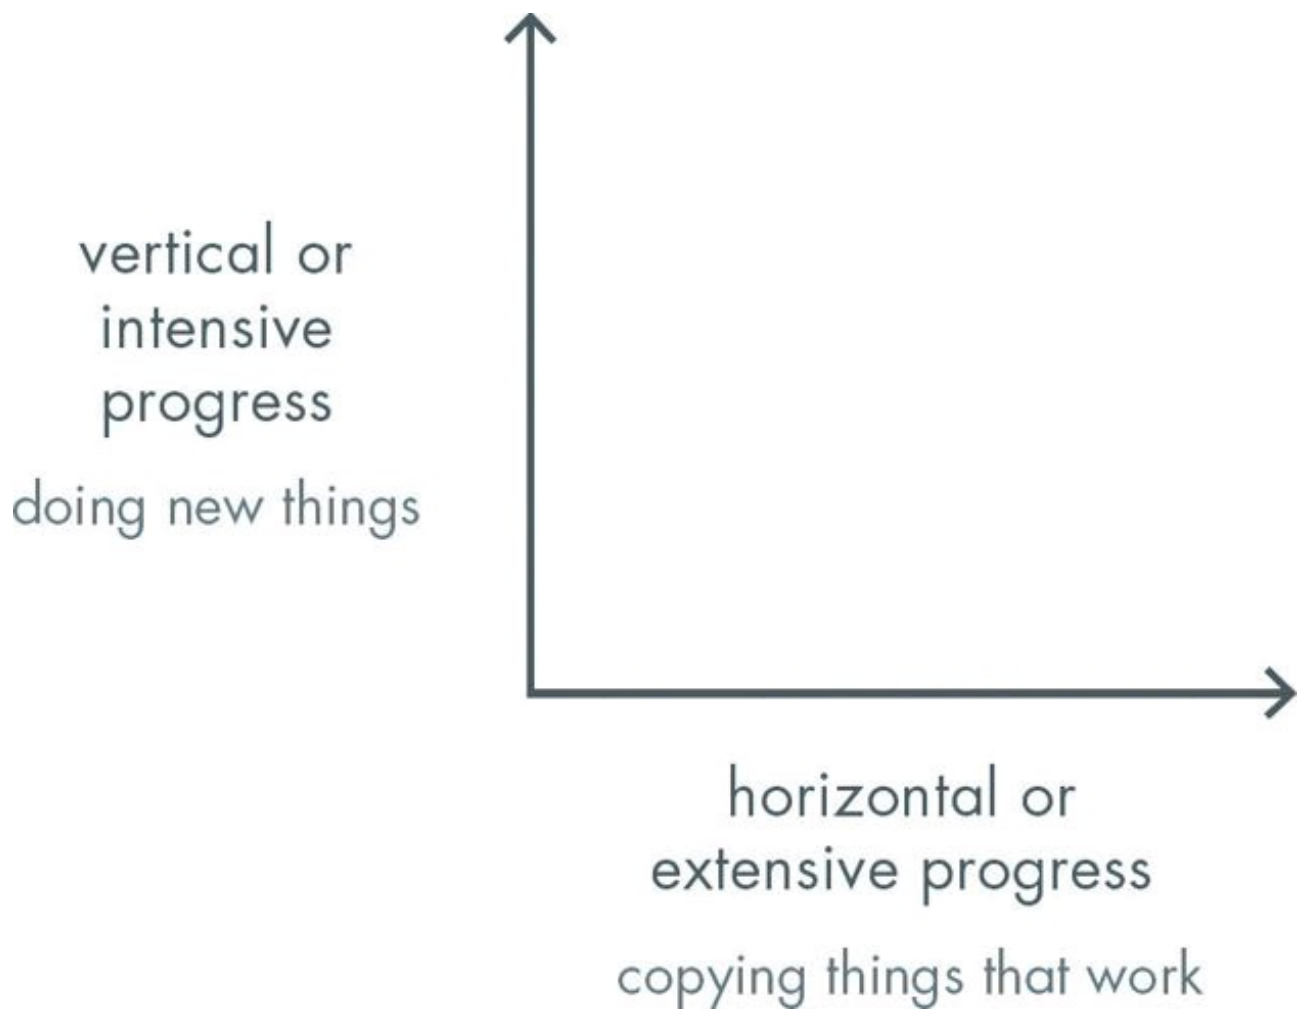 vertical or
intensive
progress
doing new things
horizontal or
extensive progress
copying things that work